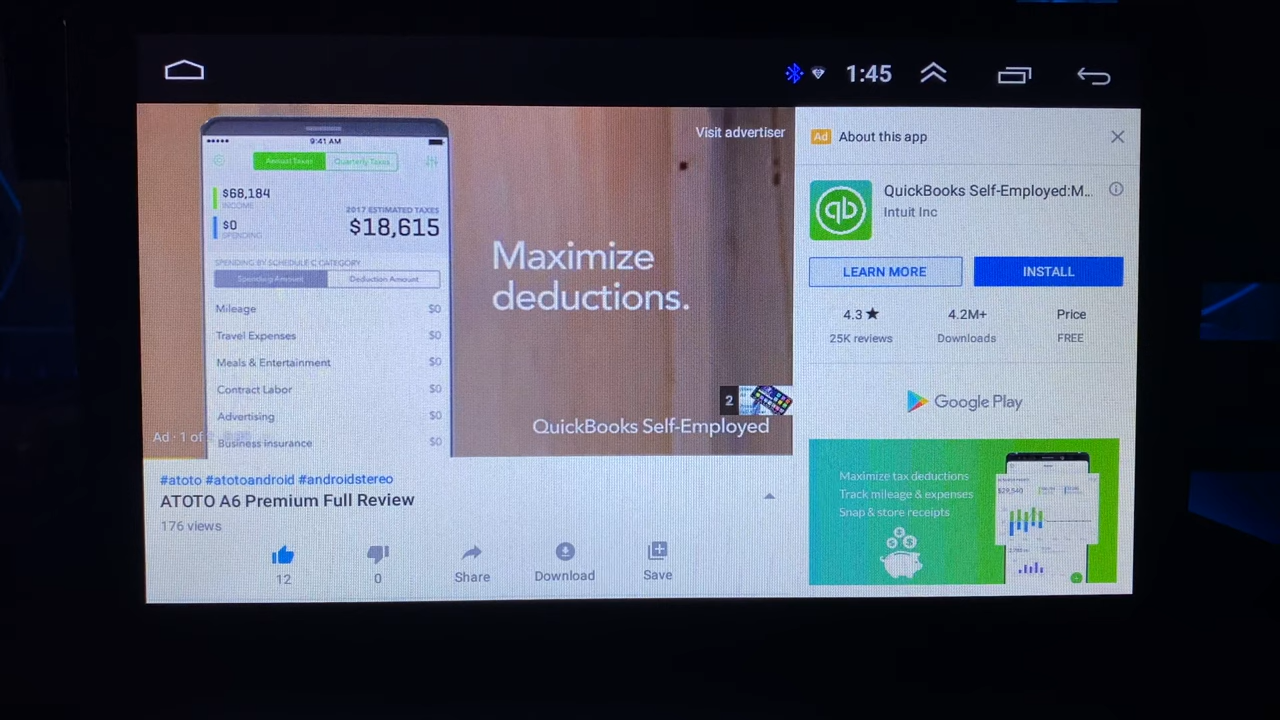 1:45
Visit advertiser
9:41 AM
Annual Taxes Quarterly Taxes
$68,184
INCOME
2017 ESTIMATED TAXES
$0
$18,615
SPENDING
SPENDING BY SCHEDULE C CATEGORY
Spending Amount Deduction Amount
Mileage $0
Travel Expenses $0
Meals & Entertainment $0
Contract Labor $0
Advertising $0
Business insurance $0
Maximize
deductions.
2
QuickBooks Self-Employed
Ad · 1 of
#atoto #atotoandroid #androidstereo
ATOTO A6 Premium Full Review
176 views
12
0
Share
Download
Save
Ad About this app
QuickBooks Self-Employed:M...
qb
Intuit Inc
LEARN MORE INSTALL
4.3★ 4.2M+ Price
25K reviews Downloads FREE
Google Play
Maximize tax deductions
Track mileage & expenses
Snap & store receipts
$29,540